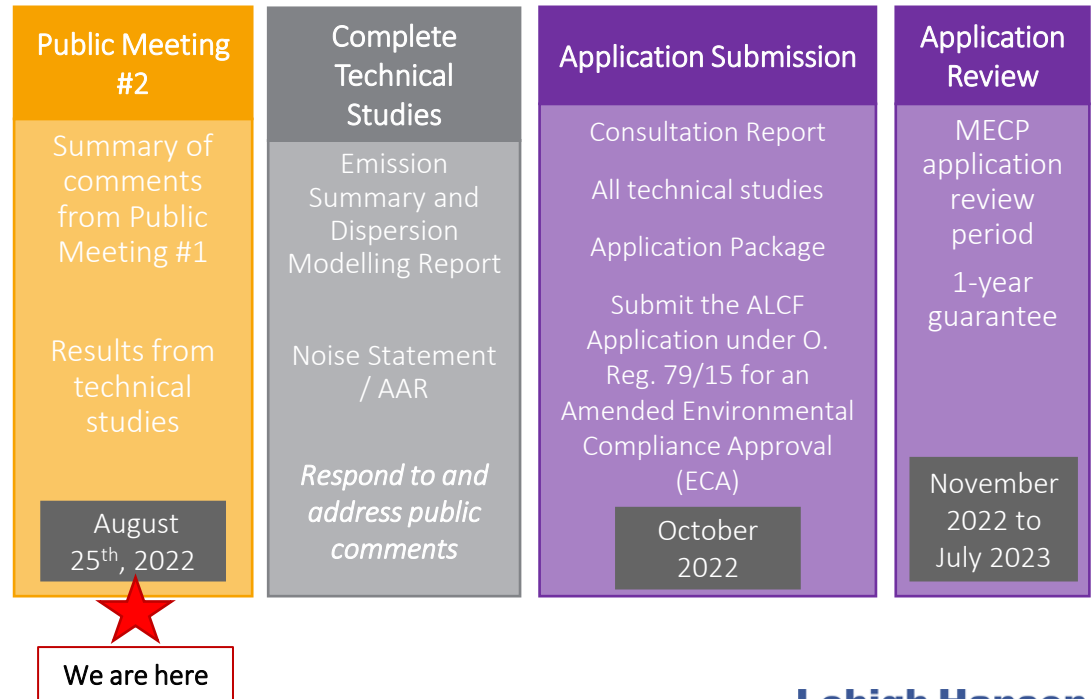 Public Meeting
#2
Summary of
comments
from Public
Meeting #1
Results from
technical
studies
August
25th, 2022
We are here
Complete
Technical
Studies
Emission
Summary and
Dispersion
Modelling Report
Noise Statement
/ AAR
Respond to and
address public
comments
Application Submission
Consultation Report
All technical studies
Application Package
Submit the ALCF
Application under O.
Reg. 79/15 for an
Amended Environmental
Compliance Approval
(ECA)
October
2022
Application
Review
MECP
application
review
period
1-year
guarantee
November
2022 to
July 2023
Lehigh Hanson